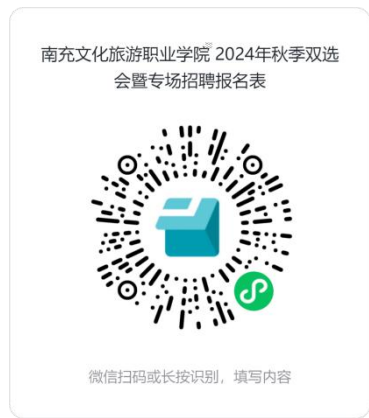 南充文化旅游职业学院 2024年秋季双选
会暨专场招聘报名表
微信扫码或长按识别，填写内容